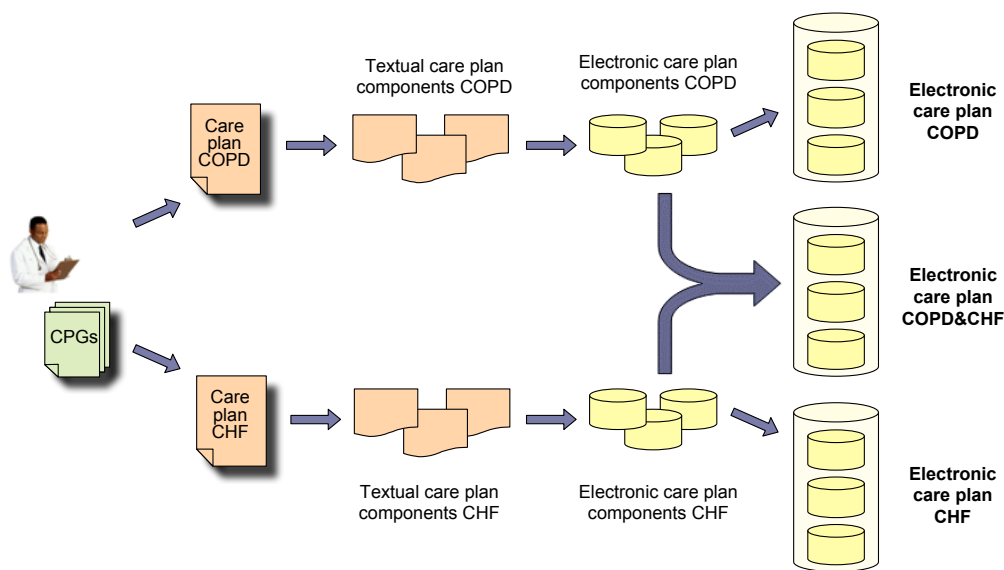 Textual care plan
components COPD
Electronic care plan
components COPD
Electronic
care plan
COPD
Care
plan
COPD
CPGs
Electronic
care plan
COPD&CHF
Care
plan
CHF
Textual care plan
components CHF
Electronic care plan
components CHF
Electronic
care plan
CHF